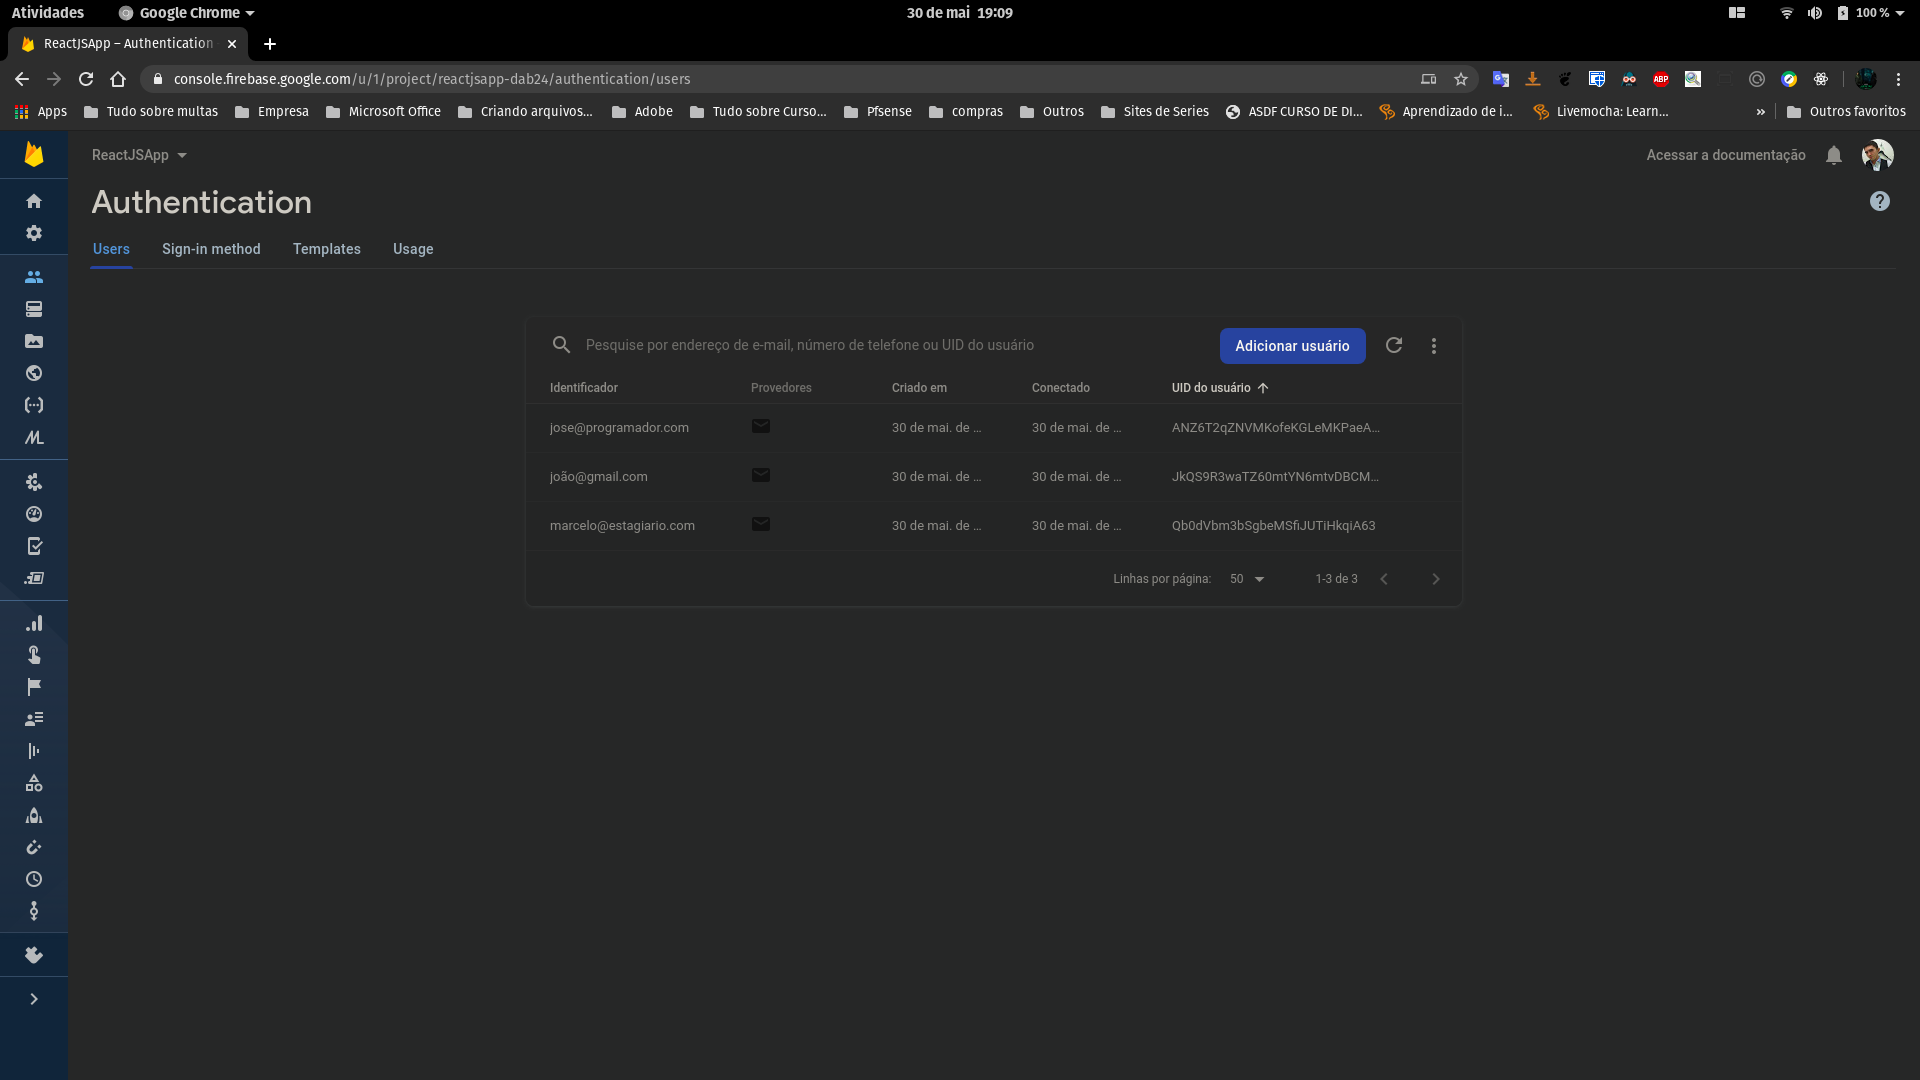 Atividades Google Chrome 30 de mai 19:09 100 %
ReactJSApp – Authentication
console.firebase.google.com/u/1/project/reactjsapp-dab24/authentication/users
Apps Tudo sobre multas Empresa Microsoft Office Criando arquivos... Adobe Tudo sobre Curso... Pfsense compras Outros Sites de Series ASDF CURSO DE DI... Aprendizado de i... Livemocha: Learn... » Outros favoritos
ReactJSApp Acessar a documentação
Authentication
Users Sign-in method Templates Usage
Pesquise por endereço de e-mail, número de telefone ou UID do usuário Adicionar usuário
Identificador Provedores Criado em Conectado UID do usuário
jose@programador.com 30 de mai. de ... 30 de mai. de ... ANZ6T2qZNVMKofeKGLeMKPaeA...
joão@gmail.com 30 de mai. de ... 30 de mai. de ... JkQS9R3waTZ60mtYN6mtvDBCM...
marcelo@estagiario.com 30 de mai. de ... 30 de mai. de ... Qb0dVbm3bSgbeMSfiJUTiHkqiA63
Linhas por página: 50 1-3 de 3